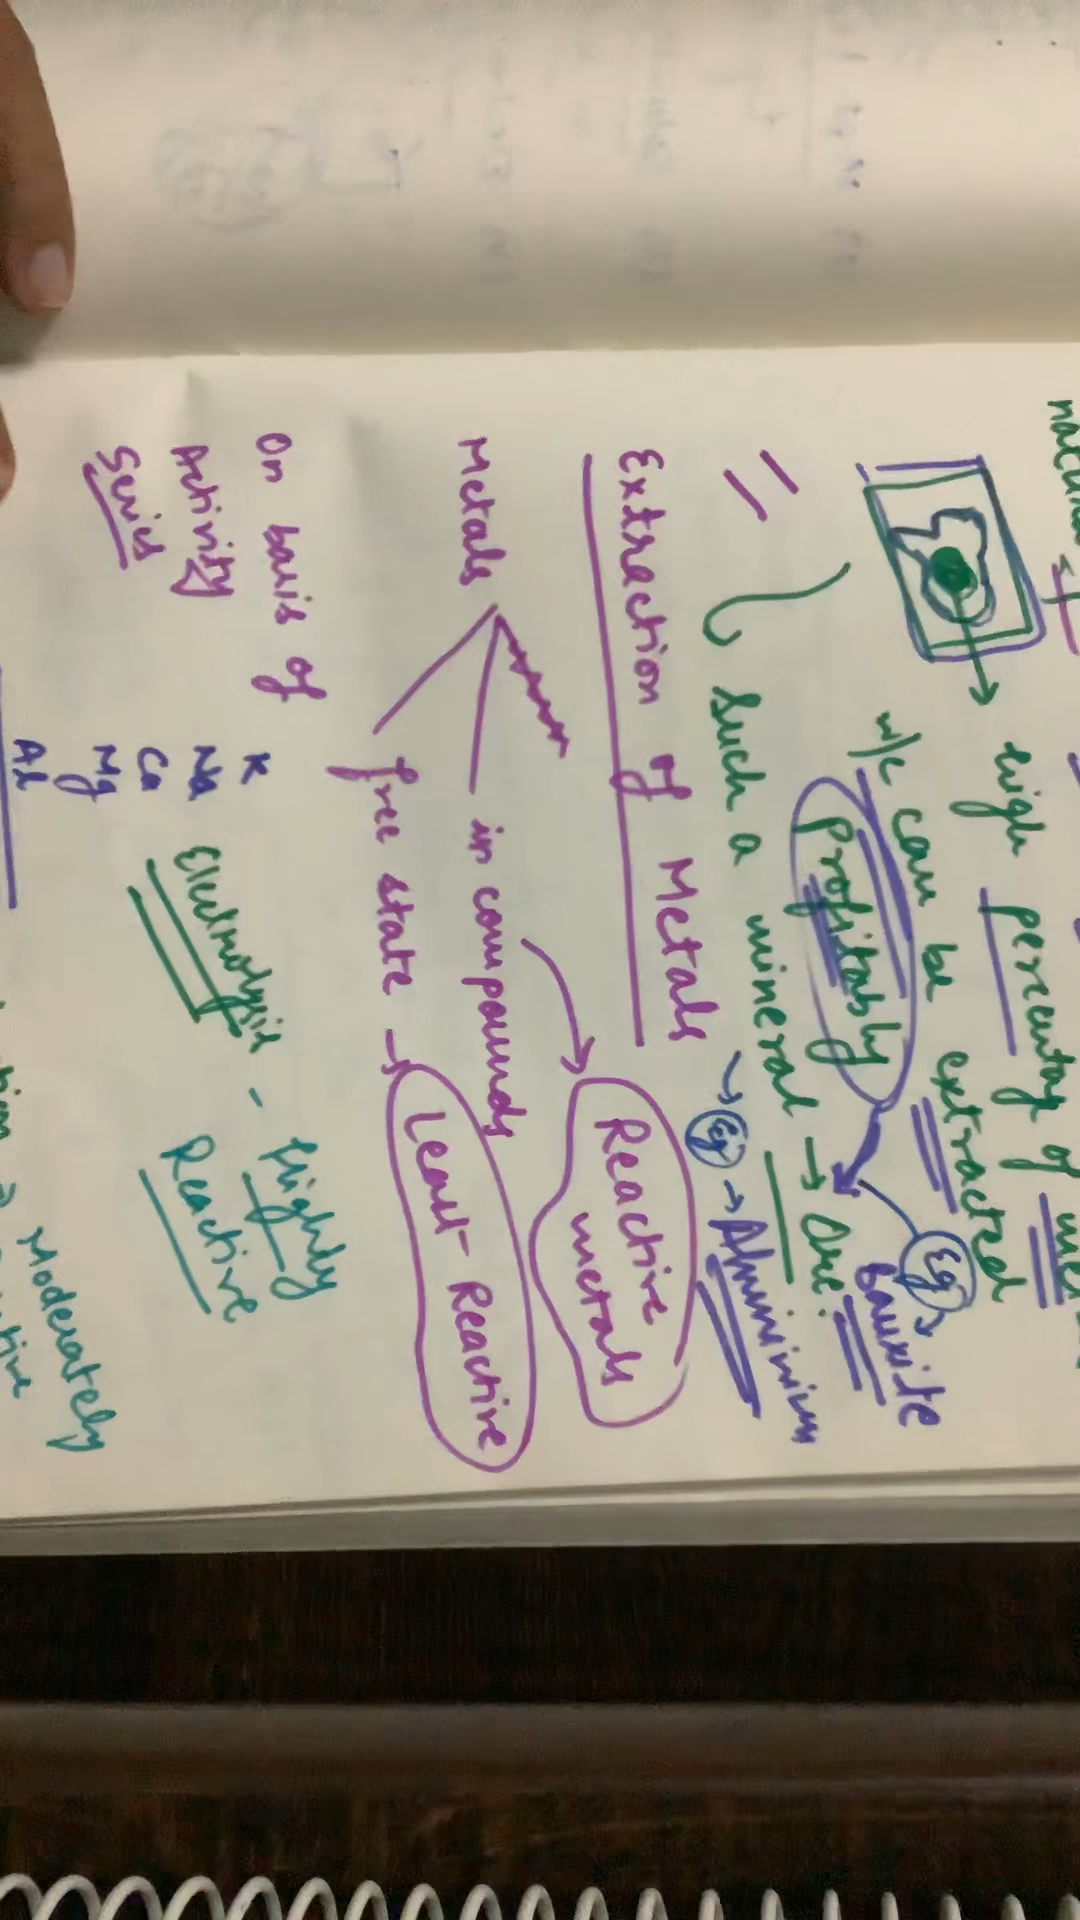 high percentage of
w/c can be extracted
Profitably
Eg
bauxite
Such a mineral → Ore.
Eg → Aluminium
Extraction of Metals
Reactive
metals
in compounds
Metals
free state → Least Reactive
On basis of
Activity
Series
K
Na
Ca
Mg
Al
Electrolysis - Highly
Reactive
Moderately